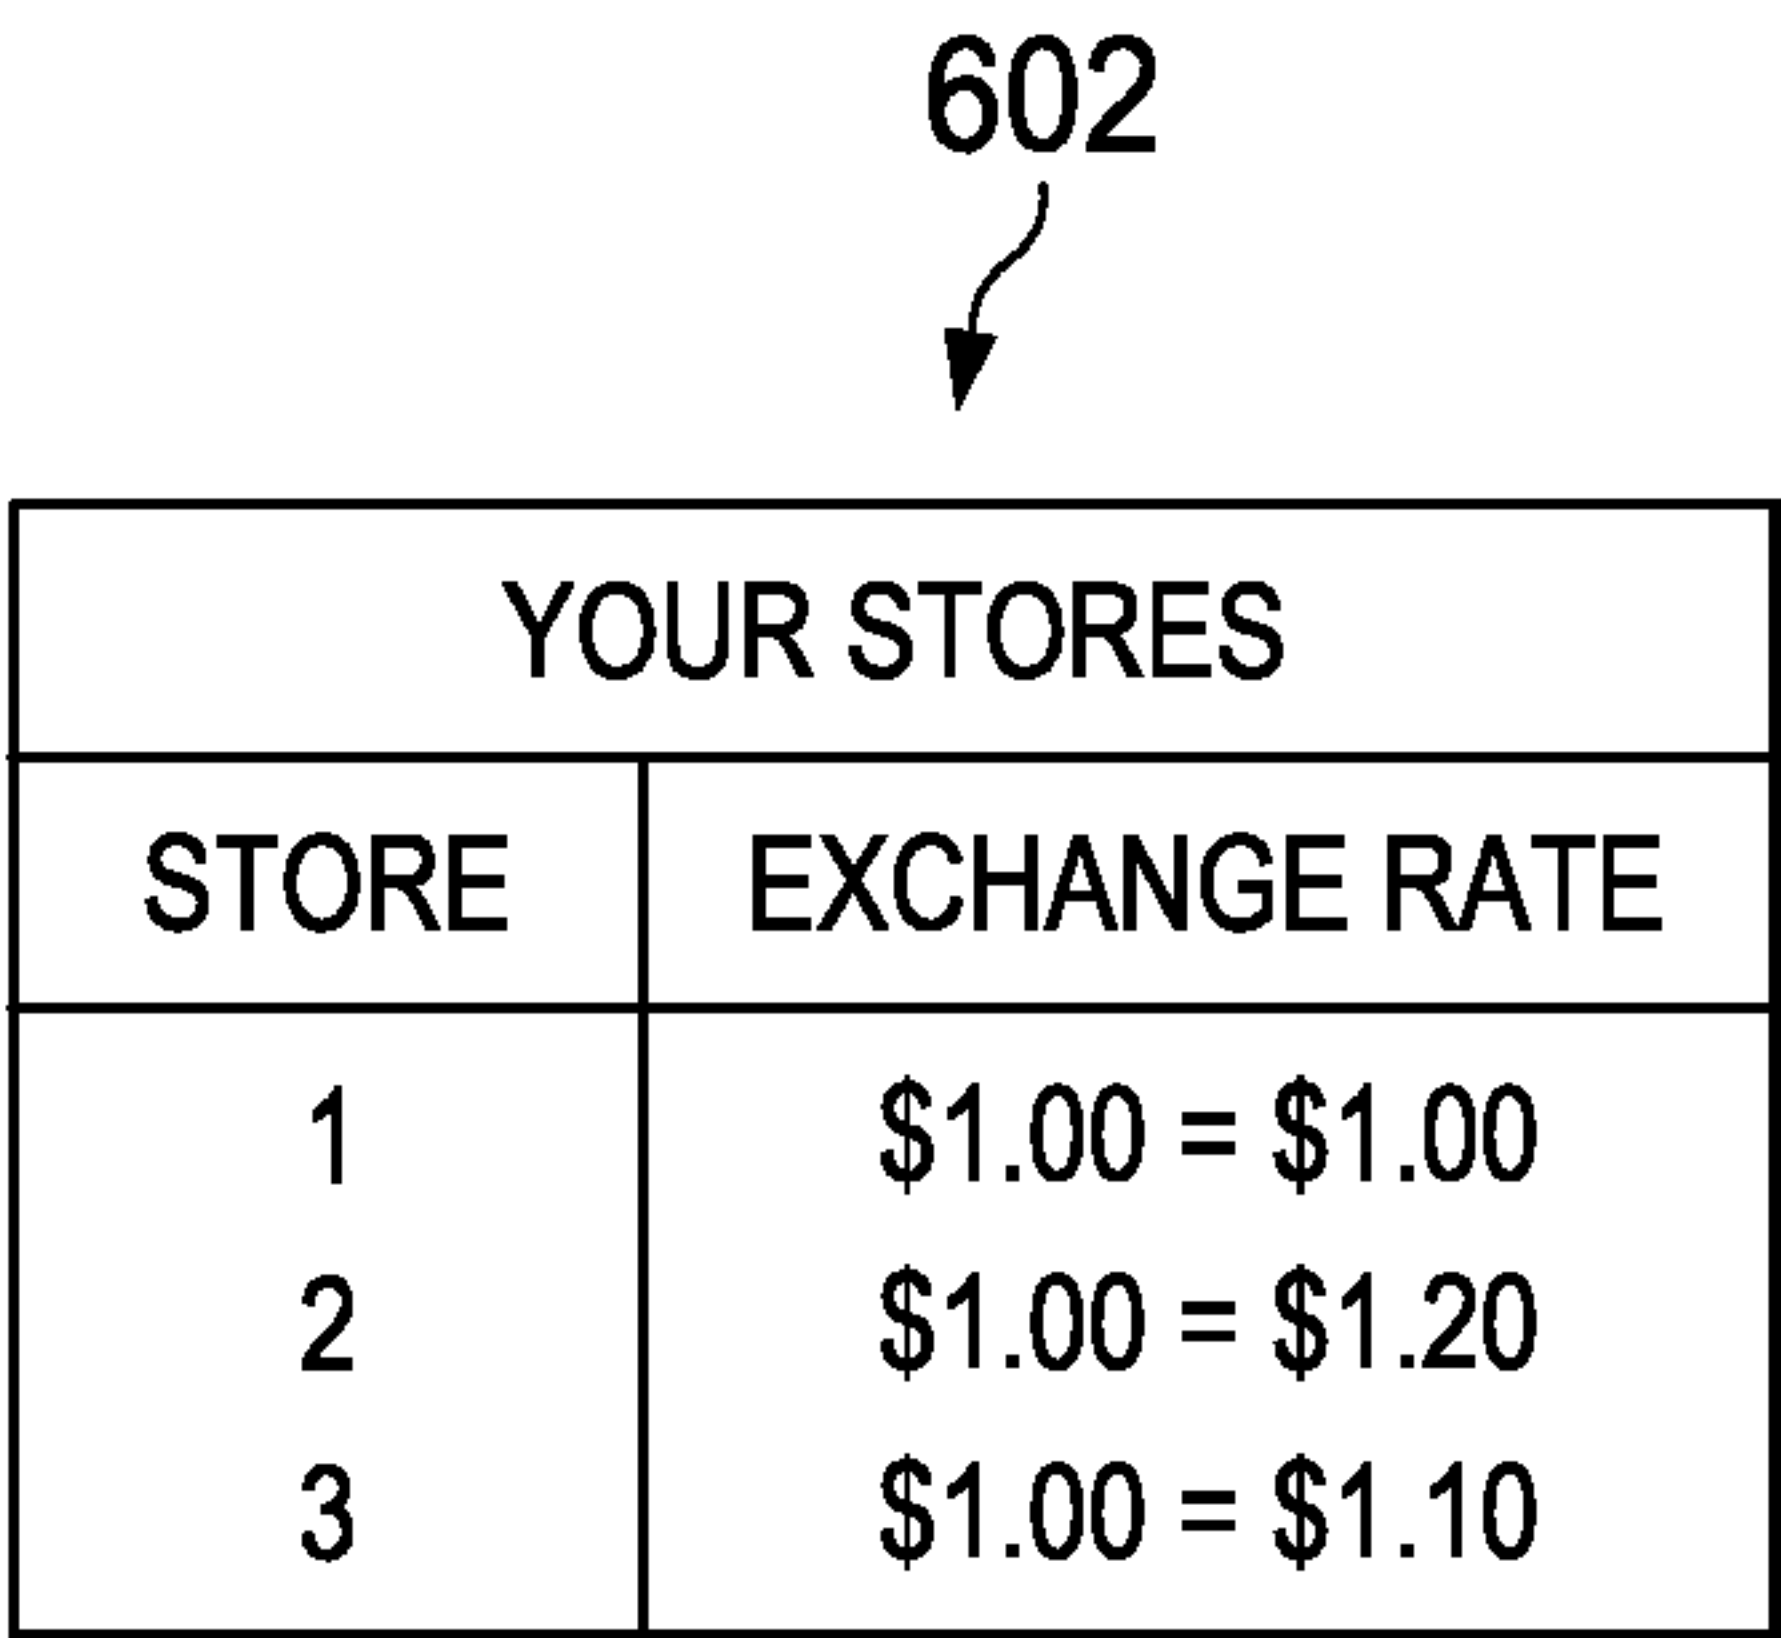 602
YOUR STORES
STORE EXCHANGE RATE
1 $1.00 = $1.00
2 $1.00 = $1.20
3 $1.00 = $1.10